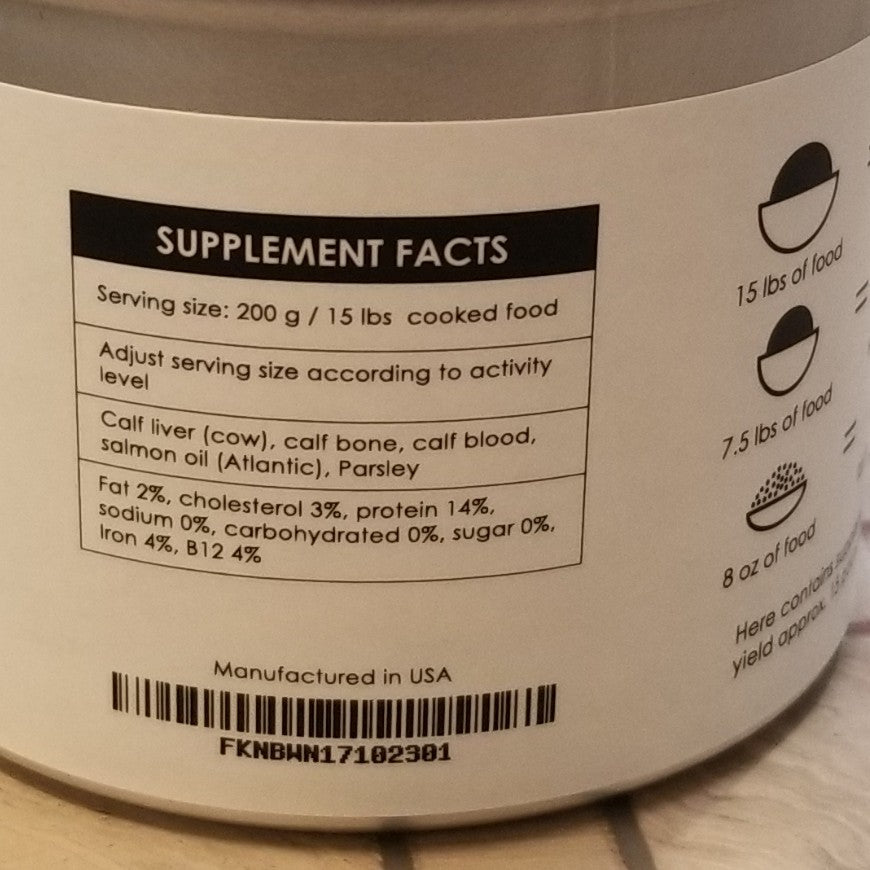 SUPPLEMENT FACTS
Serving size: 200 g / 15 lbs cooked food
Adjust serving size according to activity
level
Calf liver (cow), calf bone, calf blood,
salmon oil (Atlantic), Parsley
Fat 2%, cholesterol 3%, protein 14%,
sodium 0%, carbohydrated 0%, sugar 0%,
Iron 4%, B12 4%
Manufactured in USA
FKNBWN17102301
15 lbs of food
7.5 lbs of food
8 oz of food
Here contains
yield approx.